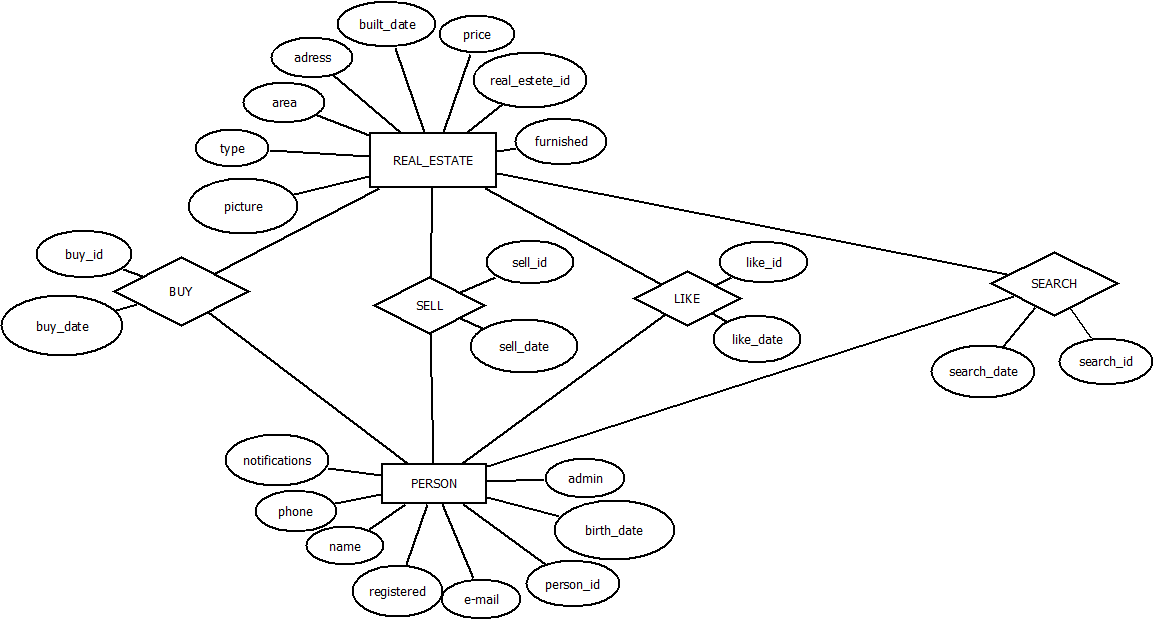 built_date
price
adress
real_estete_id
area
furnished
type
REAL_ESTATE
picture
buy_id
sell_id
like_id
BUY
SELL
LIKE
SEARCH
buy_date
sell_date
like_date
search_date
search_id
notifications
admin
PERSON
phone
birth_date
name
registered
e-mail
person_id